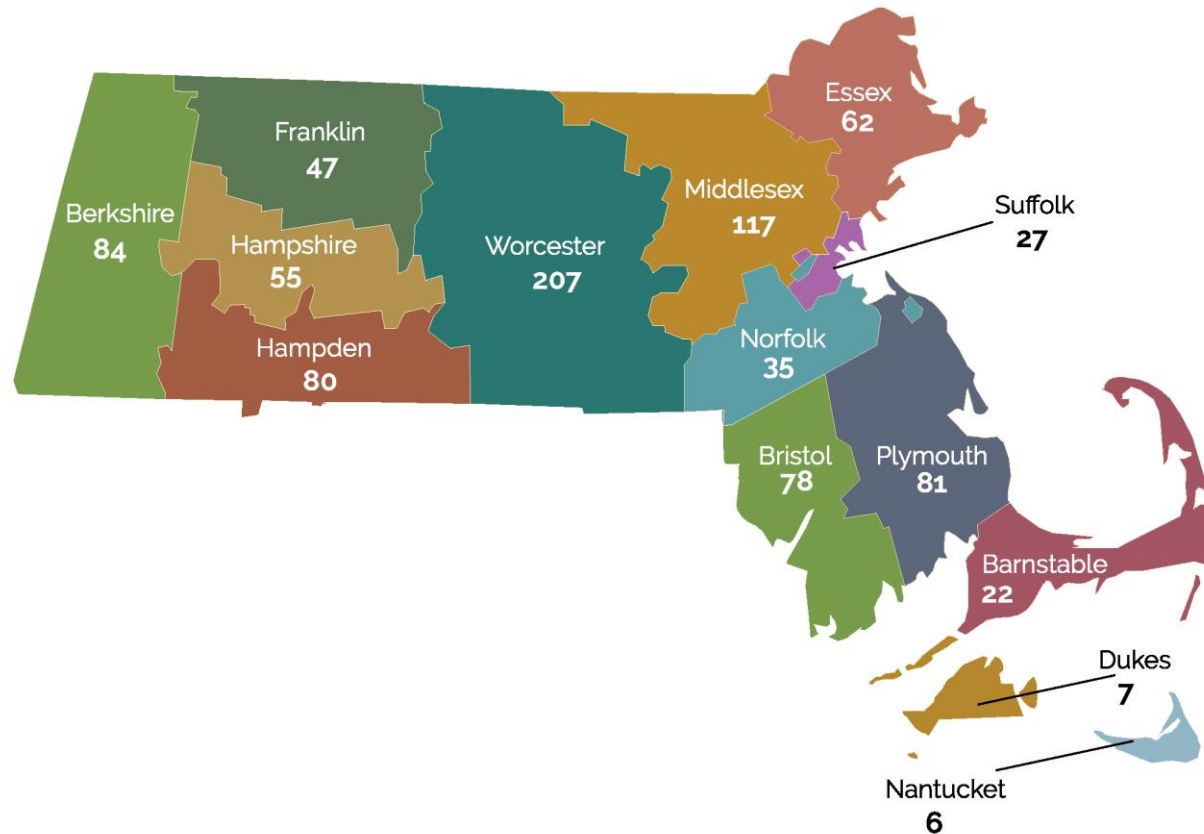 Essex
62
Franklin
47
Middlesex
117
Suffolk
27
Berkshire
84
Hampshire
55
Worcester
207
Norfolk
35
Hampden
80
Bristol
78
Plymouth
81
Barnstable
22
Dukes
7
Nantucket
6